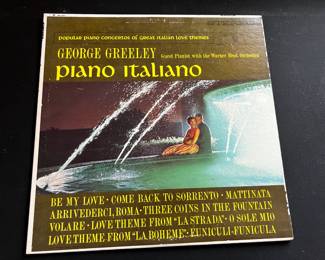 POPULAR PIANO CONCERTOS OF GREAT ITALIAN LOVE THEMES
GEORGE GREELEY Guest Pianist with the Warner Bros. Orchestra
PIANO ITALIANO
BE MY LOVE · COME BACK TO SORRENTO · MATTINATA
ARRIVEDERCI, ROMA · THREE COINS IN THE FOUNTAIN
VOLARE · LOVE THEME FROM "LA STRADA" · O SOLE MIO
LOVE THEME FROM "LA BOHEME" · FUNICULI-FUNICULA